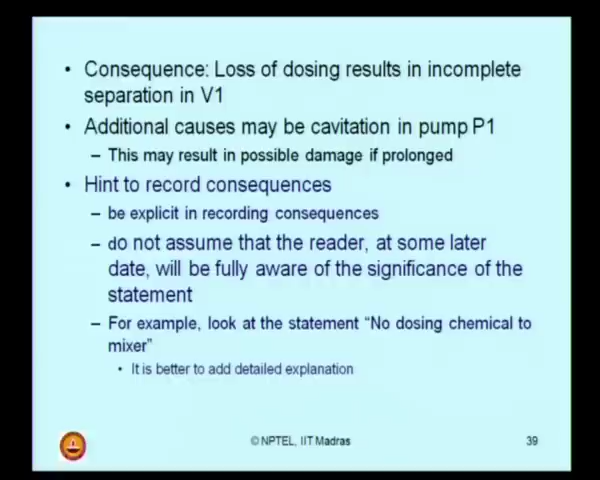 • Consequence: Loss of dosing results in incomplete
separation in V1
• Additional causes may be cavitation in pump P1
– This may result in possible damage if prolonged
• Hint to record consequences
– be explicit in recording consequences
– do not assume that the reader, at some later
date, will be fully aware of the significance of the
statement
– For example, look at the statement “No dosing chemical to
mixer”
• It is better to add detailed explanation
© NPTEL, IIT Madras
39